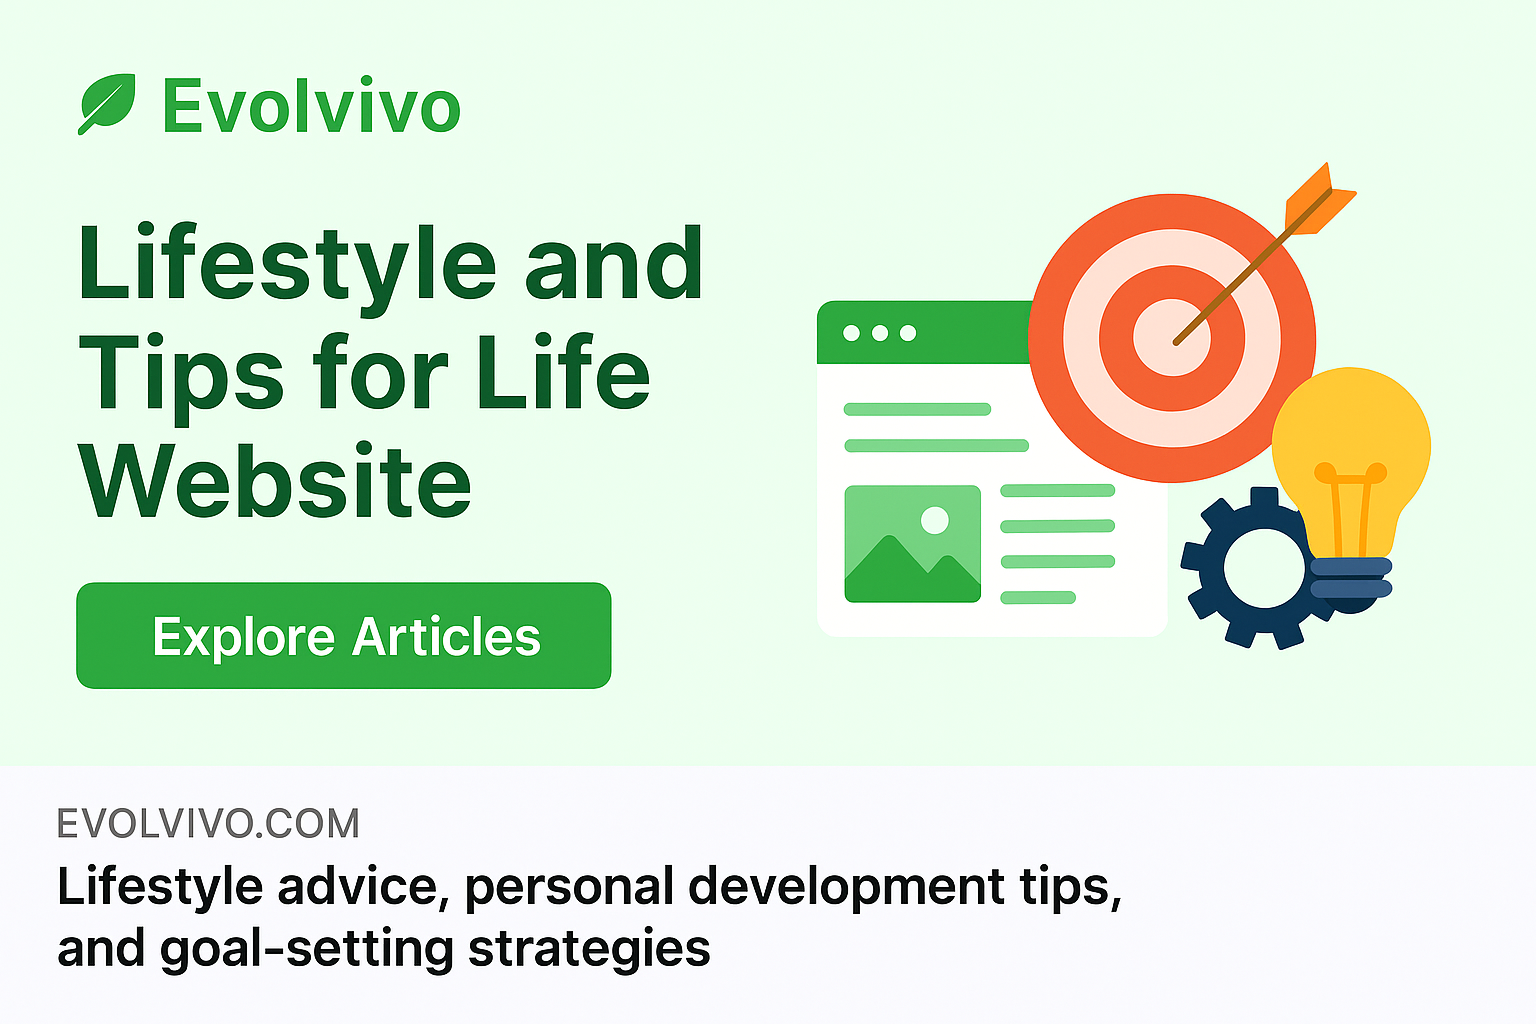 Evolvivo
Lifestyle and
Tips for Life
Website
Explore Articles
EVOLVIVO.COM
Lifestyle advice, personal development tips,
and goal-setting strategies